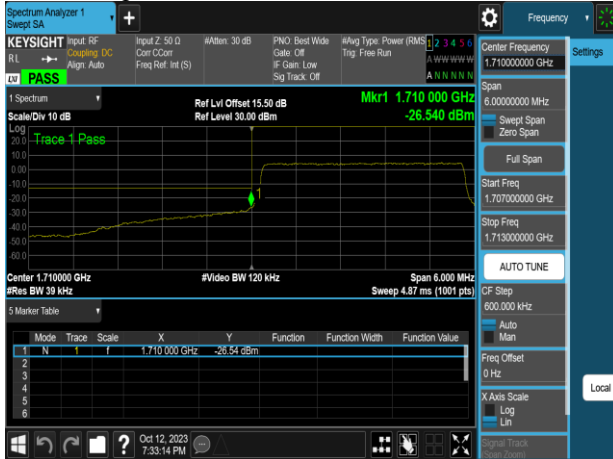 Spectrum Analyzer 1
Swept SA
+
Frequency
KEYSIGHT
RL
LXI
PASS
Input: RF
Coupling: DC
Align: Auto
Input Z: 50 Ω
Corr CCorr
Freq Ref: Int (S)
#Atten: 30 dB
PNO: Best Wide
Gate: Off
IF Gain: Low
Sig Track: Off
#Avg Type: Power (RMS
Trig: Free Run
1 2 3 4 5 6
A W W W W W
A N N N N N
1 Spectrum
Scale/Div 10 dB
Ref Lvl Offset 15.50 dB
Ref Level 30.00 dBm
Mkr1 1.710 000 GHz
-26.540 dBm
Log
Trace 1 Pass
20.0
10.0
0.00
-10.0
-20.0
-30.0
-40.0
-50.0
-60.0
1
Center 1.710000 GHz
#Res BW 39 kHz
#Video BW 120 kHz
Span 6.000 MHz
Sweep 4.87 ms (1001 pts)
5 Marker Table
Mode Trace Scale X Y Function Function Width Function Value
1 N 1 f 1.710 000 GHz -26.54 dBm
2
3
4
5
6
Oct 12, 2023
7:33:14 PM
?
Center Frequency
1.710000000 GHz
Span
6.00000000 MHz
Swept Span
Zero Span
Full Span
Start Freq
1.707000000 GHz
Stop Freq
1.713000000 GHz
AUTO TUNE
CF Step
600.000 kHz
Auto
Man
Freq Offset
0 Hz
X Axis Scale
Log
Lin
Signal Track
(Span Zoom)
Settings
Local